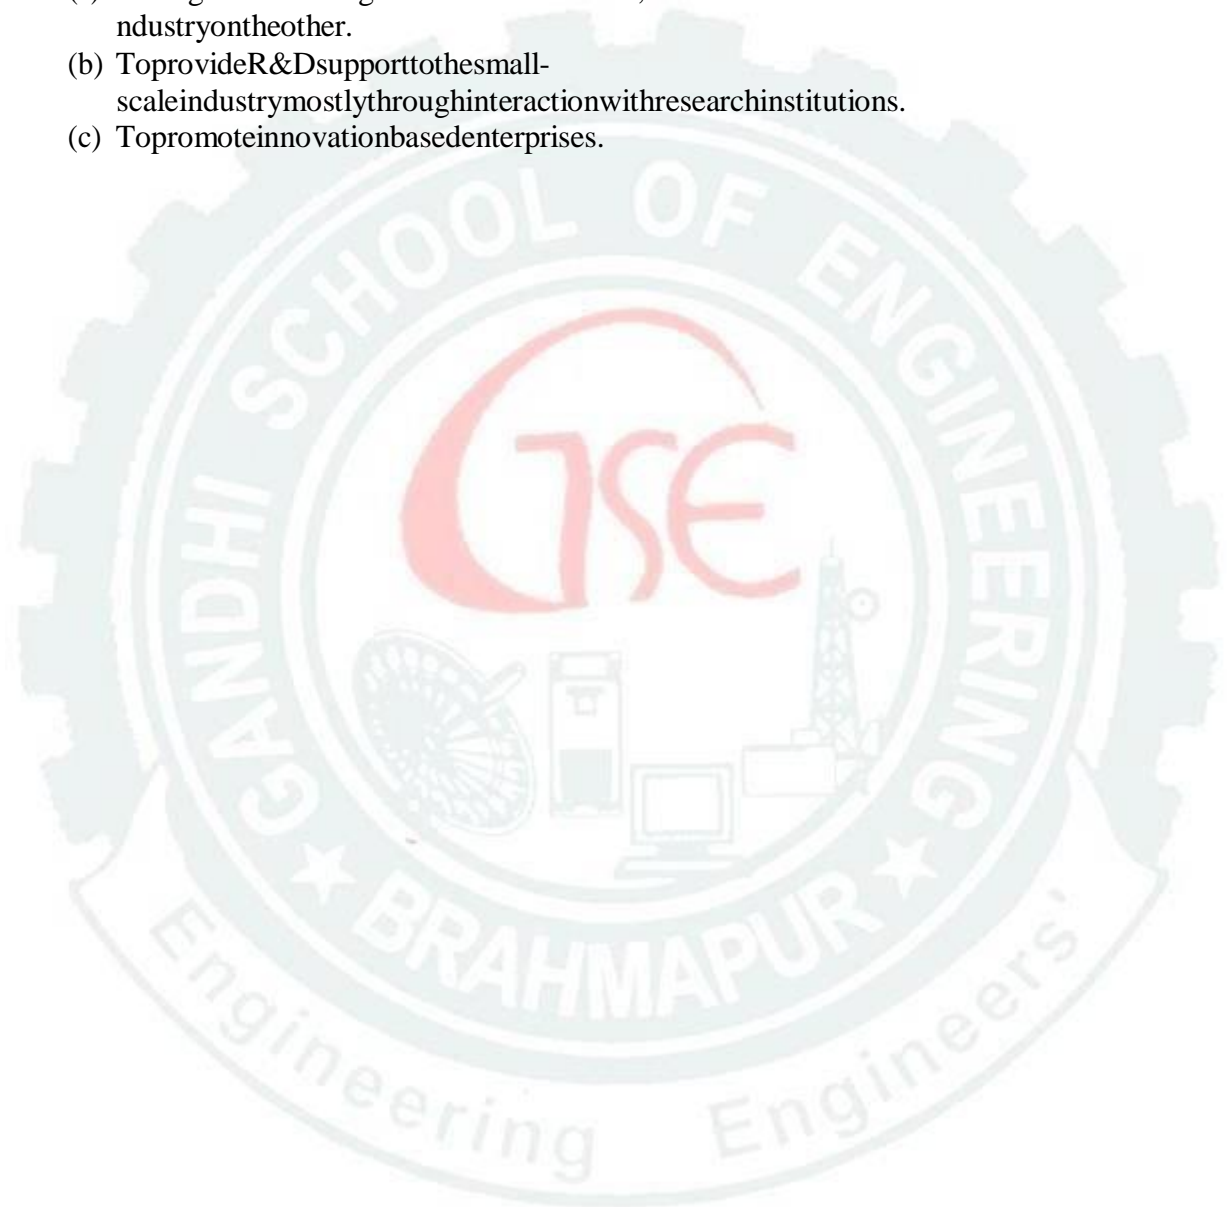 ndustryontheother.
(b) ToprovideR&Dsupporttothesmall-
scaleindustrymostlythroughinteractionwithresearchinstitutions.
(c) Topromoteinnovationbasedenterprises.
GANDHI SCHOOL OF ENGINEERING
GSE
★ BRAHMAPUR ★
Engineering Engineers'